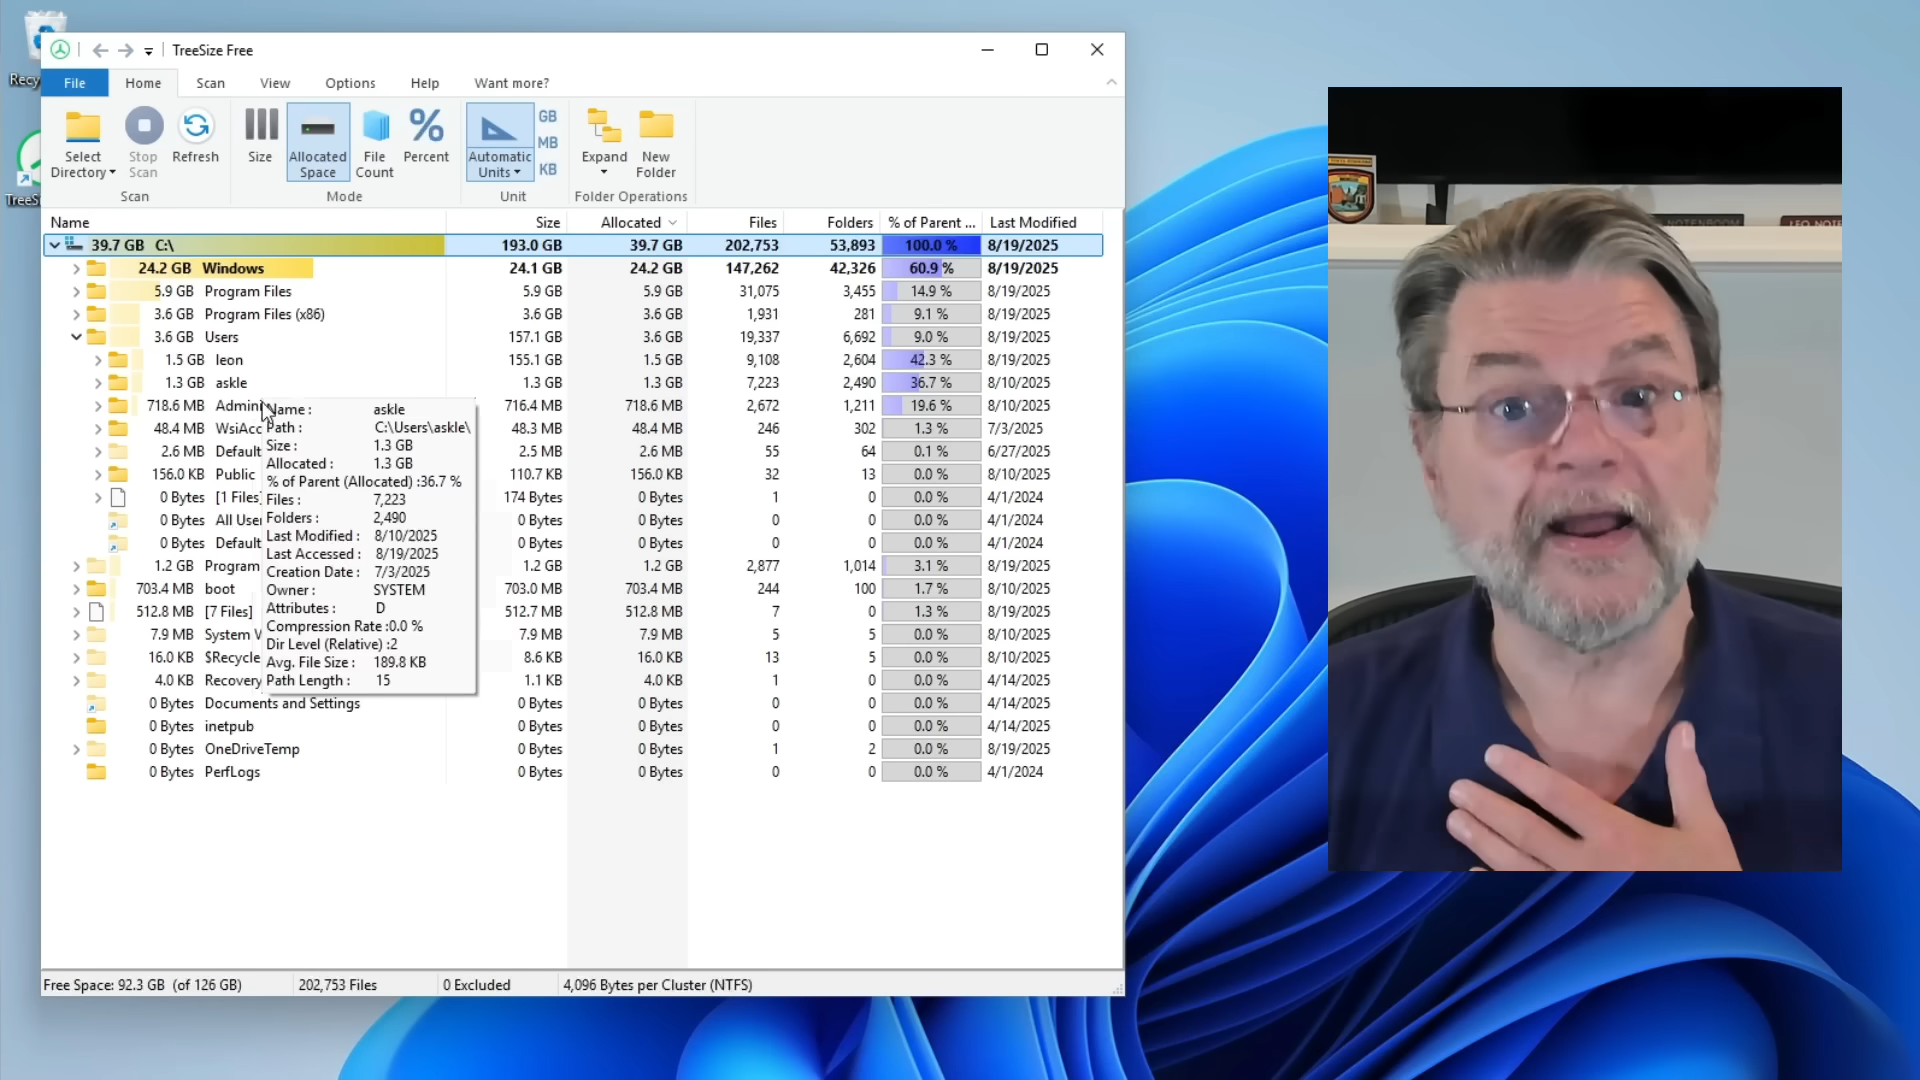 Recy
TreeSi
TreeSize Free
File Home Scan View Options Help Want more?
Select Directory
Stop Scan
Refresh
Size
Allocated Space
File Count
Percent
Automatic Units
GB
MB
KB
Expand
New Folder
Scan Mode Unit Folder Operations
Name Size Allocated Files Folders % of Parent ... Last Modified
39.7 GB C:\ 193.0 GB 39.7 GB 202,753 53,893 100.0 % 8/19/2025
24.2 GB Windows 24.1 GB 24.2 GB 147,262 42,326 60.9 % 8/19/2025
5.9 GB Program Files 5.9 GB 5.9 GB 31,075 3,455 14.9 % 8/19/2025
3.6 GB Program Files (x86) 3.6 GB 3.6 GB 1,931 281 9.1 % 8/19/2025
3.6 GB Users 157.1 GB 3.6 GB 19,337 6,692 9.0 % 8/19/2025
leon 1.5 GB 155.1 GB 1.5 GB 9,108 2,604 42.3 % 8/19/2025
1.3 GB askle 1.3 GB 1.3 GB 7,223 2,490 36.7 % 8/10/2025
718.6 MB Admini 716.4 MB 718.6 MB 2,672 1,211 19.6 % 8/10/2025
48.4 MB WsiAcc 48.3 MB 48.4 MB 246 302 1.3 % 7/3/2025
2.6 MB Default 2.5 MB 2.6 MB 55 64 0.1 % 6/27/2025
156.0 KB Public 110.7 KB 156.0 KB 32 13 0.0 % 8/10/2025
0 Bytes [1 Files] 174 Bytes 0 Bytes 1 0 0.0 % 4/1/2024
0 Bytes All User 0 Bytes 0 Bytes 0 0 0.0 % 4/1/2024
0 Bytes Default 0 Bytes 0 Bytes 0 0 0.0 % 4/1/2024
1.2 GB Program 1.2 GB 1.2 GB 2,877 1,014 3.1 % 8/19/2025
703.4 MB boot 703.0 MB 703.4 MB 244 100 1.7 % 8/10/2025
512.8 MB [7 Files] 512.7 MB 512.8 MB 7 0 1.3 % 8/19/2025
7.9 MB System V 7.9 MB 7.9 MB 5 5 0.0 % 8/10/2025
16.0 KB $Recycle 8.6 KB 16.0 KB 13 5 0.0 % 8/10/2025
4.0 KB Recovery 1.1 KB 4.0 KB 1 0 0.0 % 4/14/2025
0 Bytes Documents and Settings 0 Bytes 0 Bytes 0 0 0.0 % 4/14/2025
0 Bytes inetpub 0 Bytes 0 Bytes 0 0 0.0 % 4/14/2025
0 Bytes OneDriveTemp 0 Bytes 0 Bytes 1 2 0.0 % 8/19/2025
0 Bytes PerfLogs 0 Bytes 0 Bytes 0 0 0.0 % 4/1/2024
Name : askle
Path : C:\Users\askle\
Size : 1.3 GB
Allocated : 1.3 GB
% of Parent (Allocated) :36.7 %
Files : 7,223
Folders : 2,490
Last Modified : 8/10/2025
Last Accessed : 8/19/2025
Creation Date : 7/3/2025
Owner : SYSTEM
Attributes : D
Compression Rate :0.0 %
Dir Level (Relative) :2
Avg. File Size : 189.8 KB
Path Length : 15
Free Space: 92.3 GB (of 126 GB) 202,753 Files 0 Excluded 4,096 Bytes per Cluster (NTFS)
NOTENBOOM
LEO NOTE